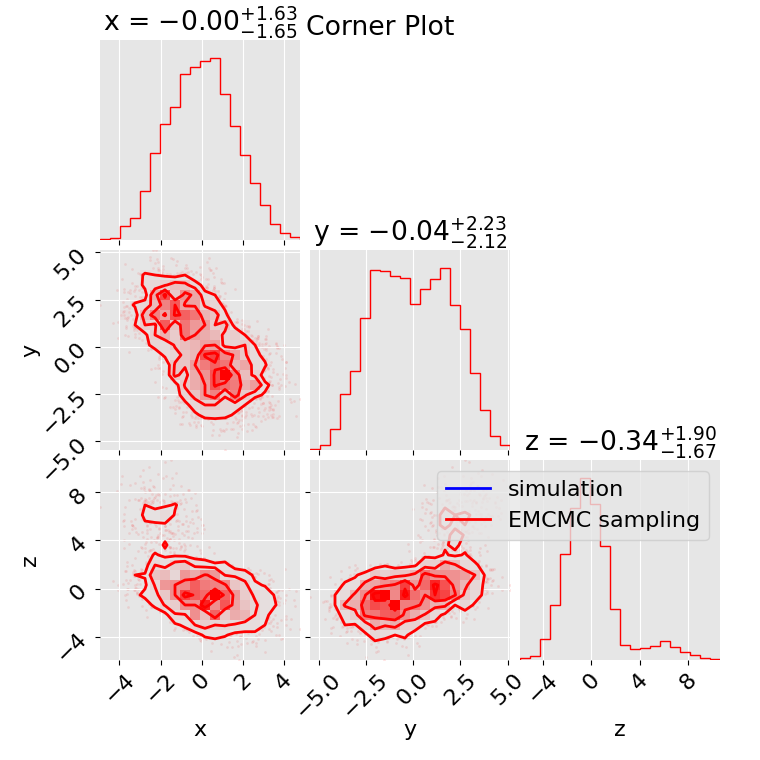 x = −0.00+1.63−1.65 Corner Plot
y = −0.04+2.23−2.12
5.0
2.5
0.0
−2.5
−5.0
y
z = −0.34+1.90−1.67
simulation
EMCMC sampling
8
4
0
−4
z
−4 −2 0 2 4
−5.0 −2.5 0.0 2.5 5.0
−4 0 4 8
x y z